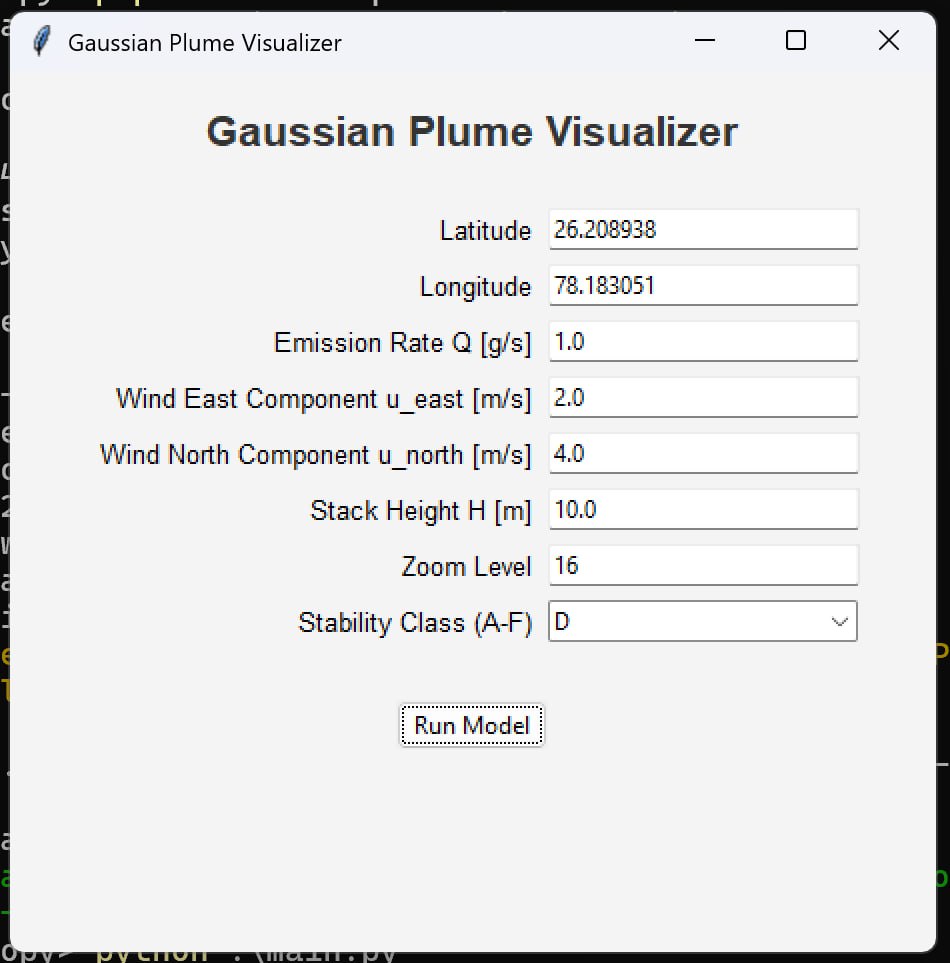 Gaussian Plume Visualizer
Gaussian Plume Visualizer
Latitude 26.208938
Longitude 78.183051
Emission Rate Q [g/s] 1.0
Wind East Component u_east [m/s] 2.0
Wind North Component u_north [m/s] 4.0
Stack Height H [m] 10.0
Zoom Level 16
Stability Class (A-F) D
Run Model
opy> python .\main.py